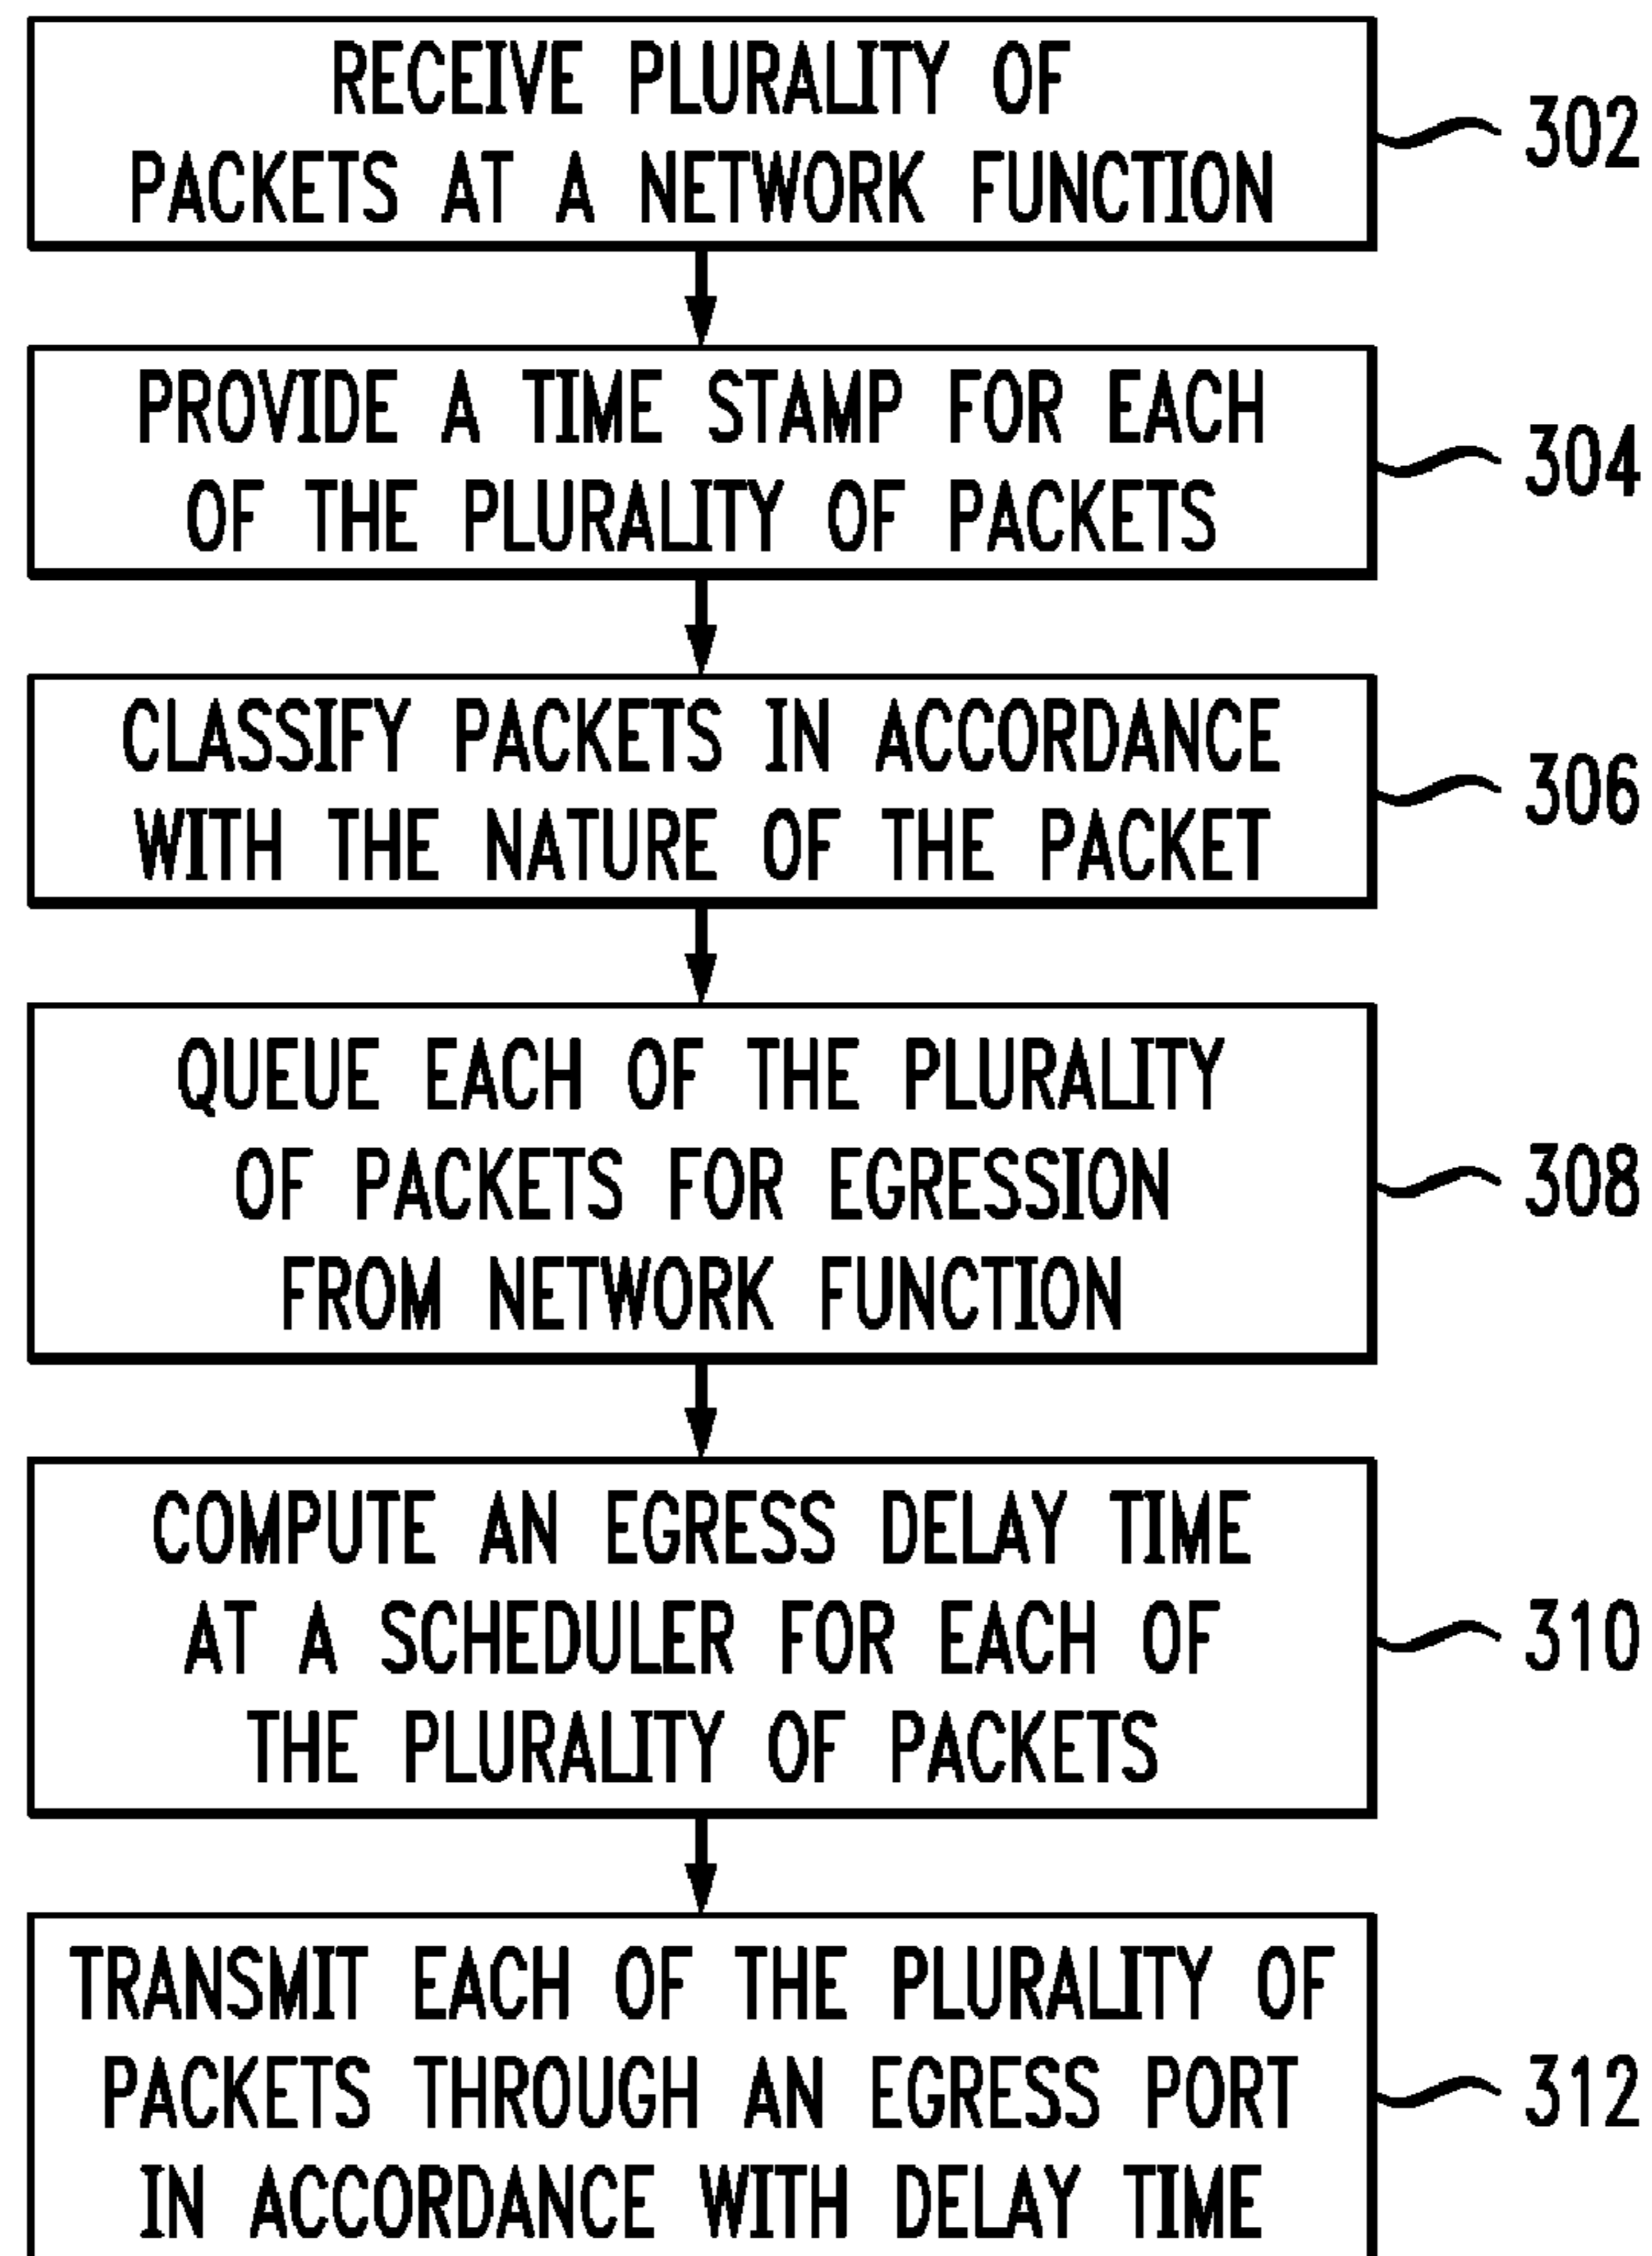 RECEIVE PLURALITY OF
PACKETS AT A NETWORK FUNCTION
302
PROVIDE A TIME STAMP FOR EACH
OF THE PLURALITY OF PACKETS
304
CLASSIFY PACKETS IN ACCORDANCE
WITH THE NATURE OF THE PACKET
306
QUEUE EACH OF THE PLURALITY
OF PACKETS FOR EGRESSION
FROM NETWORK FUNCTION
308
COMPUTE AN EGRESS DELAY TIME
AT A SCHEDULER FOR EACH OF
THE PLURALITY OF PACKETS
310
TRANSMIT EACH OF THE PLURALITY OF
PACKETS THROUGH AN EGRESS PORT
IN ACCORDANCE WITH DELAY TIME
312